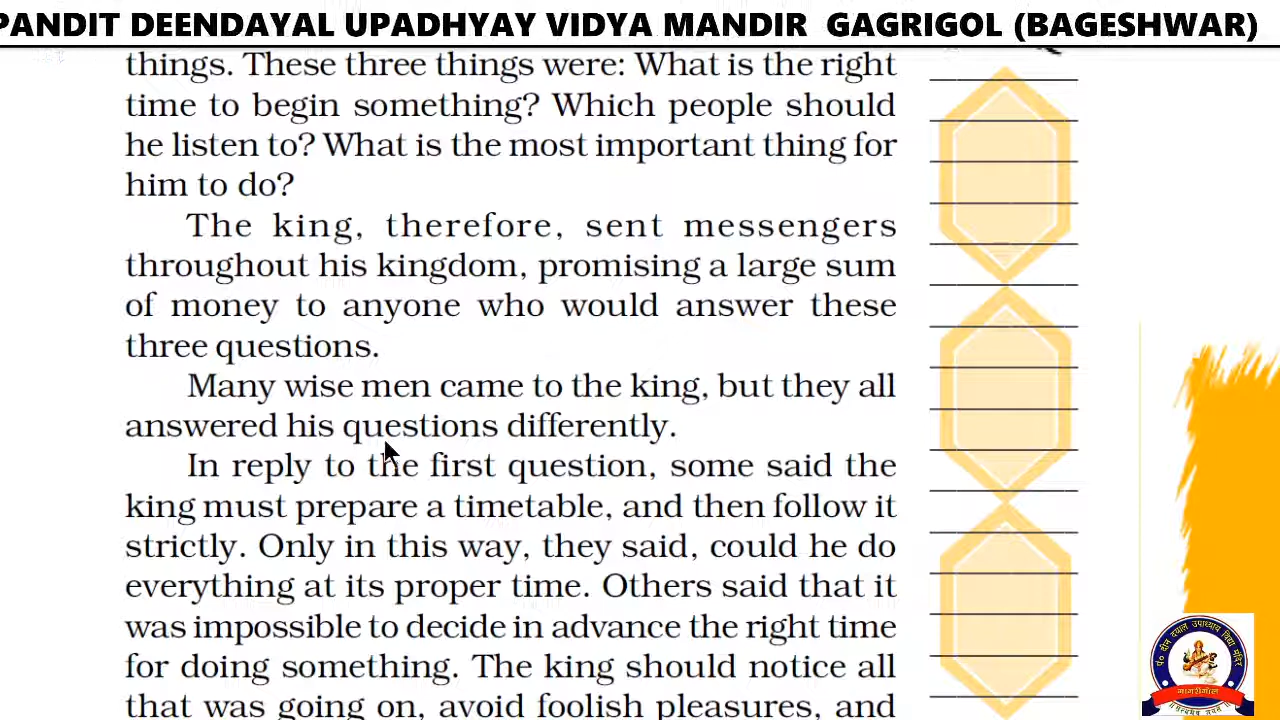 PANDIT DEENDAYAL UPADHYAY VIDYA MANDIR GAGRIGOL (BAGESHWAR)
things. These three things were: What is the right
time to begin something? Which people should
he listen to? What is the most important thing for
him to do?
The king, therefore, sent messengers
throughout his kingdom, promising a large sum
of money to anyone who would answer these
three questions.
Many wise men came to the king, but they all
answered his questions differently.
In reply to the first question, some said the
king must prepare a timetable, and then follow it
strictly. Only in this way, they said, could he do
everything at its proper time. Others said that it
was impossible to decide in advance the right time
for doing something. The king should notice all
that was going on, avoid foolish pleasures, and
पं० दीन दयाल उपाध्याय विद्या मंदिर
गागरीगोल